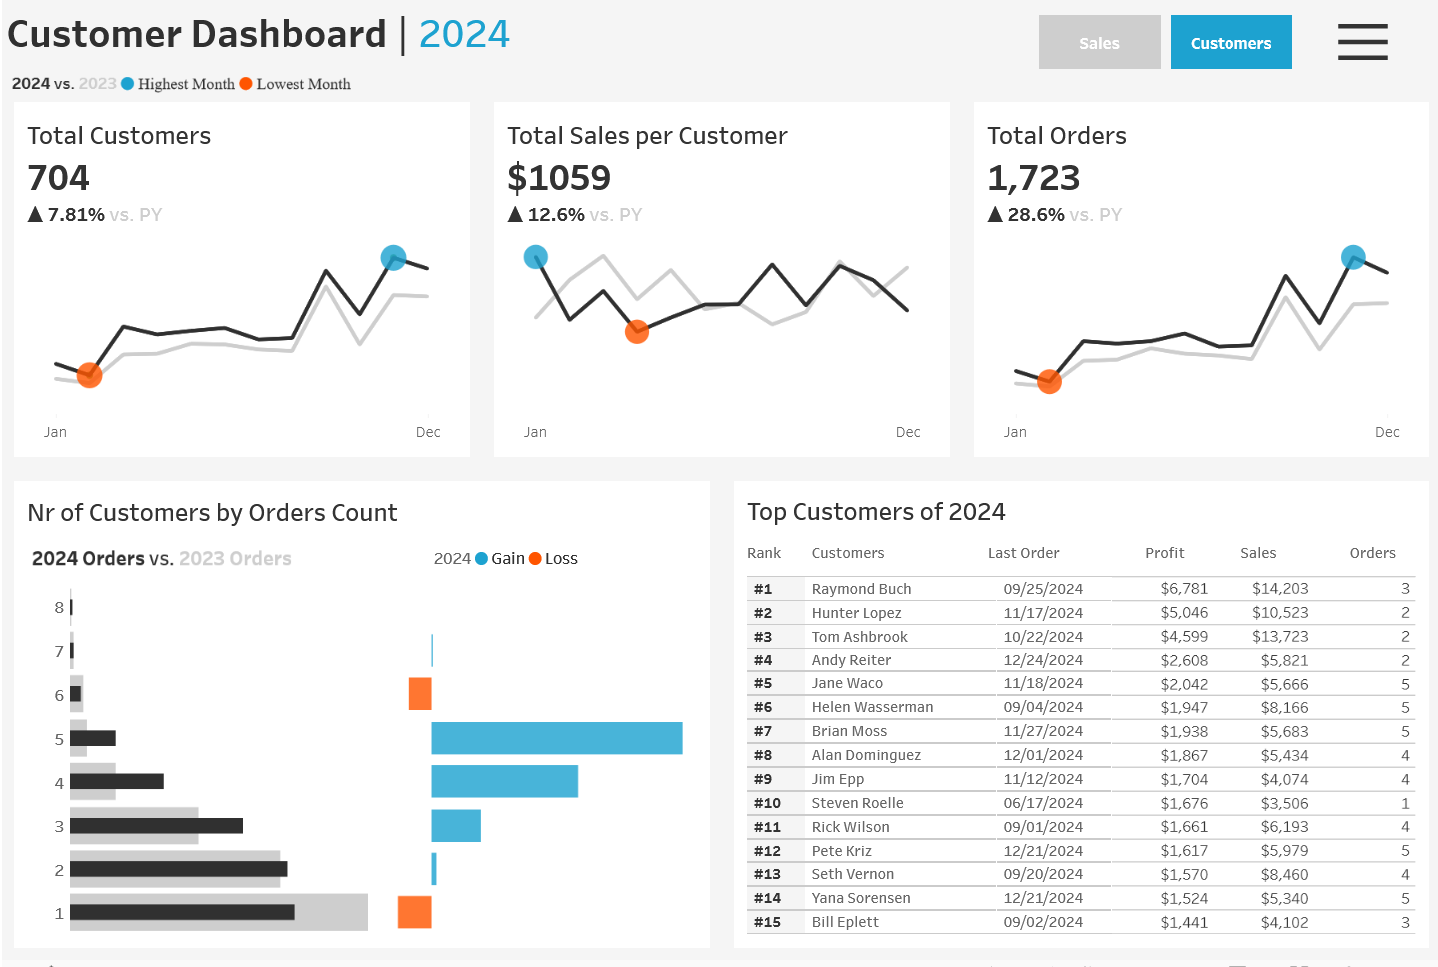 Customer Dashboard | 2024
Sales
Customers
2024 vs. 2023 Highest Month Lowest Month
Total Customers
704
▲ 7.81% vs. PY
Jan Dec
Total Sales per Customer
$1059
▲ 12.6% vs. PY
Jan Dec
Total Orders
1,723
▲ 28.6% vs. PY
Jan Dec
Nr of Customers by Orders Count
2024 Orders vs. 2023 Orders
2024 Gain Loss
8
7
6
5
4
3
2
1
Top Customers of 2024
Rank Customers Last Order Profit Sales Orders
#1 Raymond Buch 09/25/2024 $6,781 $14,203 3
#2 Hunter Lopez 11/17/2024 $5,046 $10,523 2
#3 Tom Ashbrook 10/22/2024 $4,599 $13,723 2
#4 Andy Reiter 12/24/2024 $2,608 $5,821 2
#5 Jane Waco 11/18/2024 $2,042 $5,666 5
#6 Helen Wasserman 09/04/2024 $1,947 $8,166 5
#7 Brian Moss 11/27/2024 $1,938 $5,683 5
#8 Alan Dominguez 12/01/2024 $1,867 $5,434 4
#9 Jim Epp 11/12/2024 $1,704 $4,074 4
#10 Steven Roelle 06/17/2024 $1,676 $3,506 1
#11 Rick Wilson 09/01/2024 $1,661 $6,193 4
#12 Pete Kriz 12/21/2024 $1,617 $5,979 5
#13 Seth Vernon 09/20/2024 $1,570 $8,460 4
#14 Yana Sorensen 12/21/2024 $1,524 $5,340 5
#15 Bill Eplett 09/02/2024 $1,441 $4,102 3